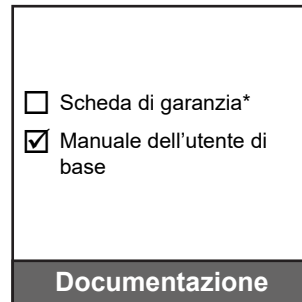 Scheda di garanzia*
Manuale dell'utente di
base
Documentazione